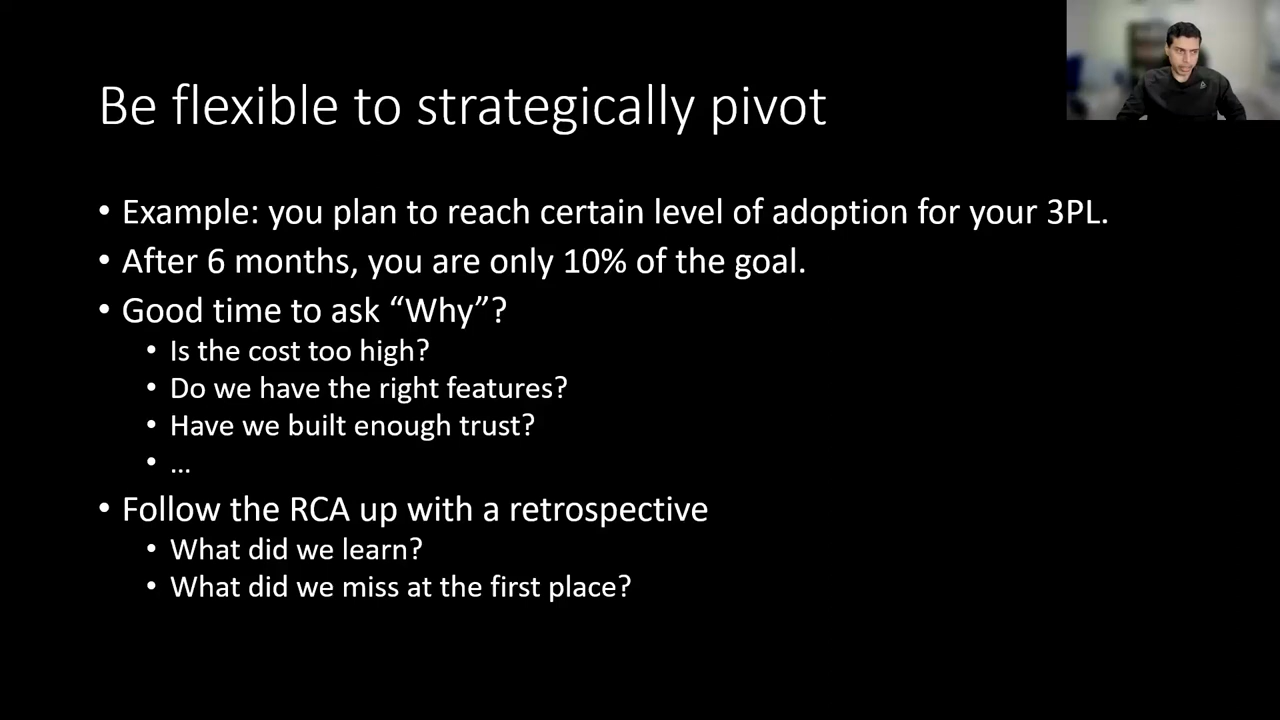 Be flexible to strategically pivot
• Example: you plan to reach certain level of adoption for your 3PL.
• After 6 months, you are only 10% of the goal.
• Good time to ask “Why”?
• Is the cost too high?
• Do we have the right features?
• Have we built enough trust?
• …
• Follow the RCA up with a retrospective
• What did we learn?
• What did we miss at the first place?